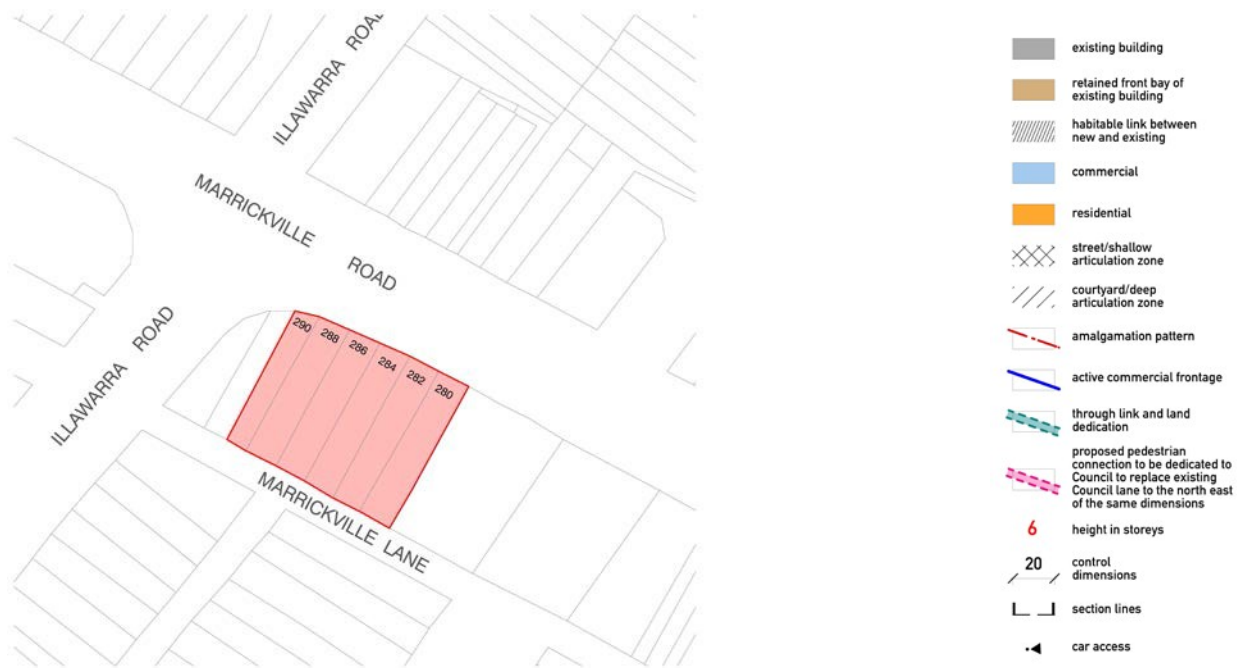 ILLAWARRA ROAD
MARRICKVILLE
ROAD
ILLAWARRA ROAD
290
288
286
284
282
280
MARRICKVILLE LANE
existing building
retained front bay of
existing building
habitable link between
new and existing
commercial
residential
street/shallow
articulation zone
courtyard/deep
articulation zone
amalgamation pattern
active commercial frontage
through link and land
dedication
proposed pedestrian
connection to be dedicated to
Council to replace existing
Council lane to the north east
of the same dimensions
6
height in storeys
20
control
dimensions
section lines
car access